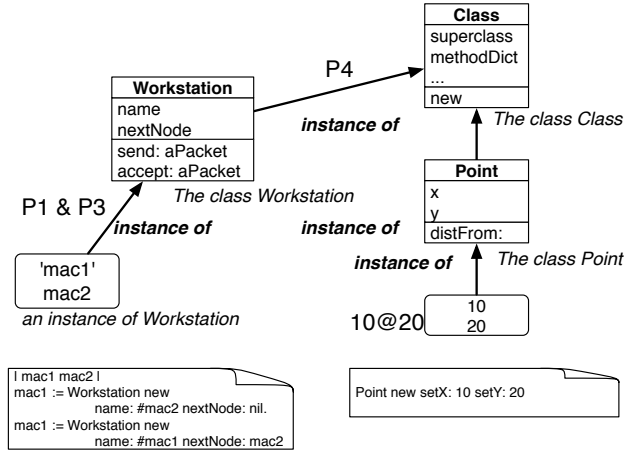 Class
superclass
methodDict
...
new
The class Class
P4
instance of
Workstation
name
nextNode
send: aPacket
accept: aPacket
The class Workstation
P1 & P3
instance of
'mac1'
mac2
an instance of Workstation
Point
x
y
distFrom:
The class Point
instance of
instance of
10@20
10
20
| mac1 mac2 |
mac1 := Workstation new
name: #mac2 nextNode: nil.
mac1 := Workstation new
name: #mac1 nextNode: mac2
Point new setX: 10 setY: 20